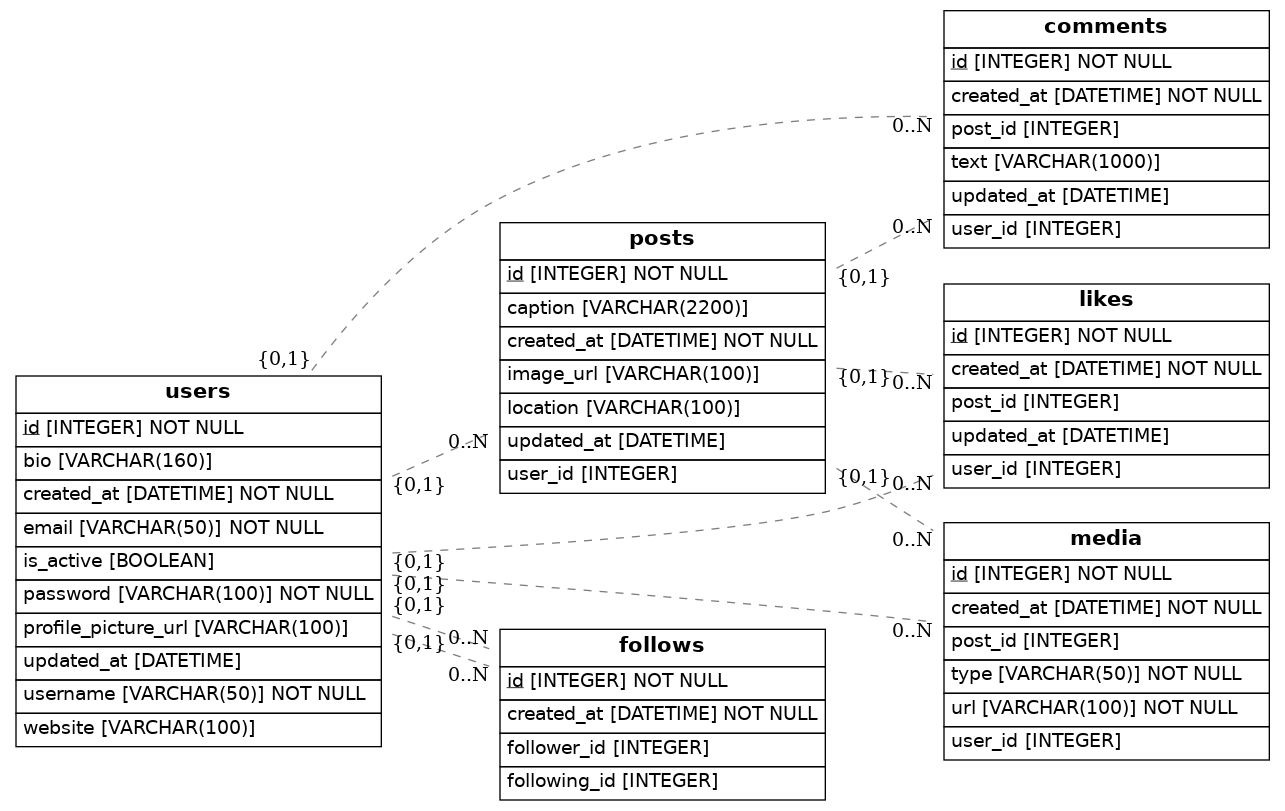 comments
id [INTEGER] NOT NULL
created_at [DATETIME] NOT NULL
post_id [INTEGER]
text [VARCHAR(1000)]
updated_at [DATETIME]
user_id [INTEGER]
0..N
0..N
posts
id [INTEGER] NOT NULL
caption [VARCHAR(2200)]
created_at [DATETIME] NOT NULL
image_url [VARCHAR(100)]
location [VARCHAR(100)]
updated_at [DATETIME]
user_id [INTEGER]
{0,1}
{0,1}
{0,1}
0..N
likes
id [INTEGER] NOT NULL
created_at [DATETIME] NOT NULL
post_id [INTEGER]
updated_at [DATETIME]
user_id [INTEGER]
0..N
0..N
{0,1}
users
id [INTEGER] NOT NULL
bio [VARCHAR(160)]
created_at [DATETIME] NOT NULL
email [VARCHAR(50)] NOT NULL
is_active [BOOLEAN]
password [VARCHAR(100)] NOT NULL
profile_picture_url [VARCHAR(100)]
updated_at [DATETIME]
username [VARCHAR(50)] NOT NULL
website [VARCHAR(100)]
{0,1}
{0,1}
{0,1}
{0,1}
{0,1}
media
id [INTEGER] NOT NULL
created_at [DATETIME] NOT NULL
post_id [INTEGER]
type [VARCHAR(50)] NOT NULL
url [VARCHAR(100)] NOT NULL
user_id [INTEGER]
0..N
0..N
follows
id [INTEGER] NOT NULL
created_at [DATETIME] NOT NULL
follower_id [INTEGER]
following_id [INTEGER]
0..N
0..N